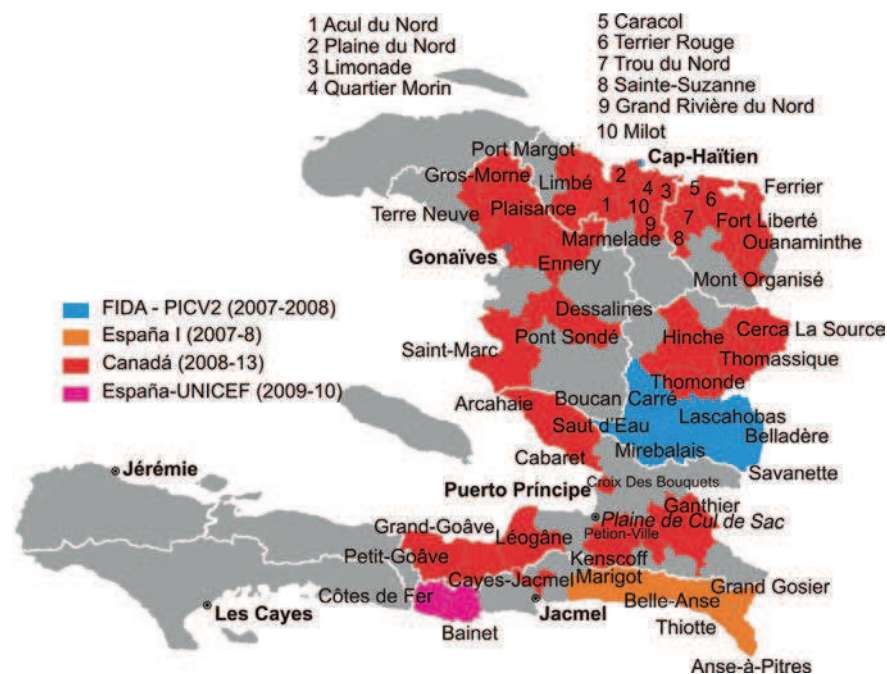 1 Acul du Nord
2 Plaine du Nord
3 Limonade
4 Quartier Morin
5 Caracol
6 Terrier Rouge
7 Trou du Nord
8 Sainte-Suzanne
9 Grand Rivière du Nord
10 Milot
Port Margot
Cap-Haïtien
Gros-Morne
Limbé
2
4
3
5
6
Ferrier
Terre Neuve
Plaisance
1
10
9
7
8
Fort Liberté
Marmelade
Ouanaminthe
Gonaïves
Ennery
Mont Organisé
FIDA - PICV2 (2007-2008)
España I (2007-8)
Canadá (2008-13)
España-UNICEF (2009-10)
Dessalines
Saint-Marc
Pont Sondé
Hinche
Cerca La Source
Thomassique
Thomonde
Arcahaie
Boucan Carré
Lascahobas
Saut d'Eau
Belladère
Cabaret
Mirebalais
Savanette
Jérémie
Puerto Príncipe
Croix Des Bouquets
Ganthier
Grand-Goâve
Léogâne
Plaine de Cul de Sac
Petion-Ville
Petit-Goâve
Kenscoff
Cayes-Jacmel
Marigot
Grand Gosier
Côtes de Fer
Belle-Anse
Les Cayes
Jacmel
Bainet
Thiotte
Anse-à-Pitres